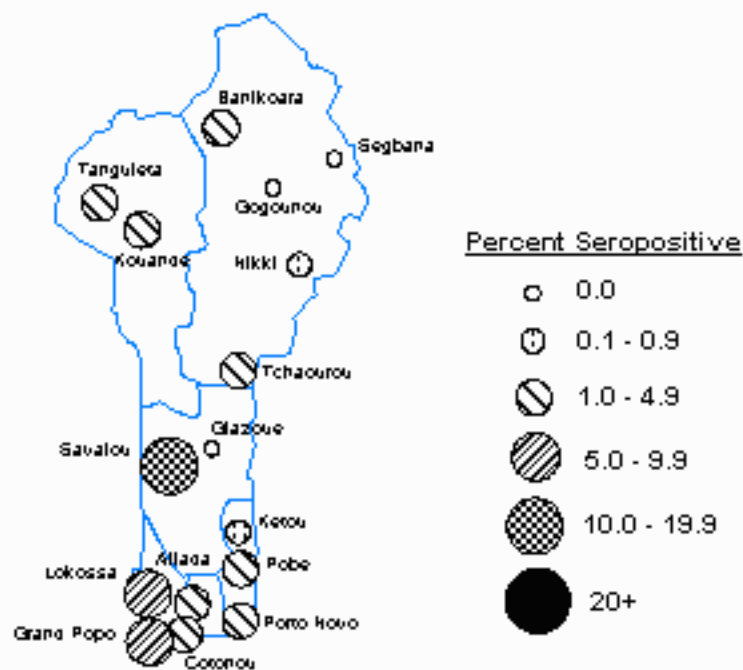 Banikoara
Segbana
Tanguieta
Gogounou
Kouande
Nikki
Tchaourou
Glazoue
Savalou
Ketou
Allada
Pobe
Lokossa
Grand Popo
Porto Novo
Cotonou
Percent Seropositive
0.0
0.1 - 0.9
1.0 - 4.9
5.0 - 9.9
10.0 - 19.9
20+